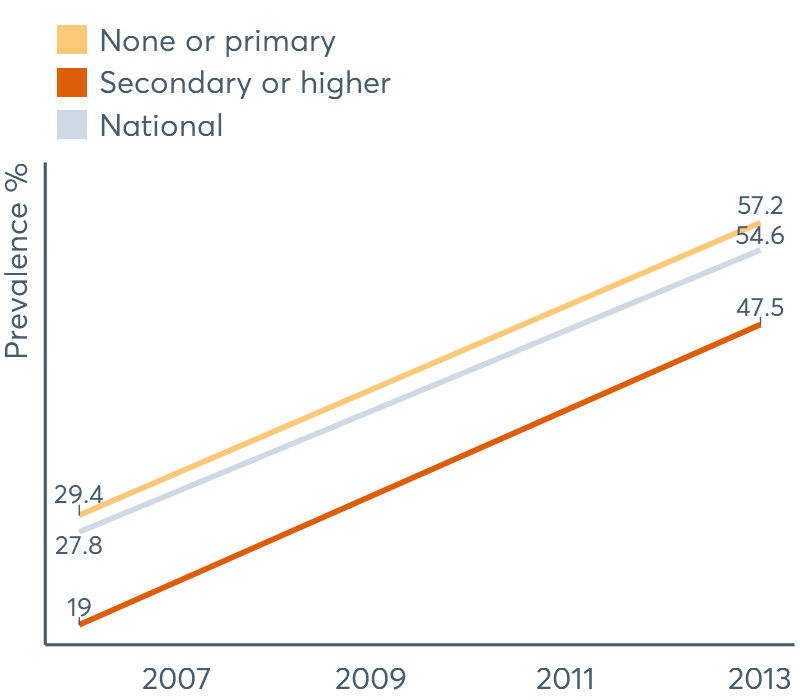 None or primary
Secondary or higher
National
Prevalence %
57.2
54.6
47.5
29.4
27.8
19
2007 2009 2011 2013